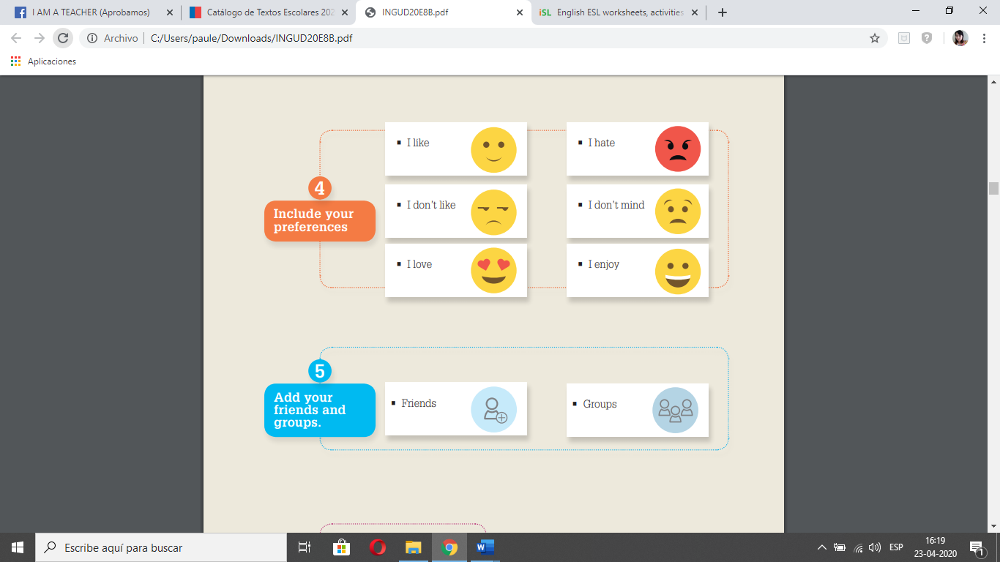 I AM A TEACHER (Aprobamos)
Catálogo de Textos Escolares 202
INGUD20E8B.pdf
iSL English ESL worksheets, activities
Archivo
C:/Users/paule/Downloads/INGUD20E8B.pdf
Aplicaciones
▪ I like
▪ I hate
4
▪ I don't like
▪ I don't mind
Include your
preferences
▪ I love
▪ I enjoy
5
Add your
friends and
groups.
▪ Friends
▪ Groups
Escribe aquí para buscar
ESP
16:19
23-04-2020
1